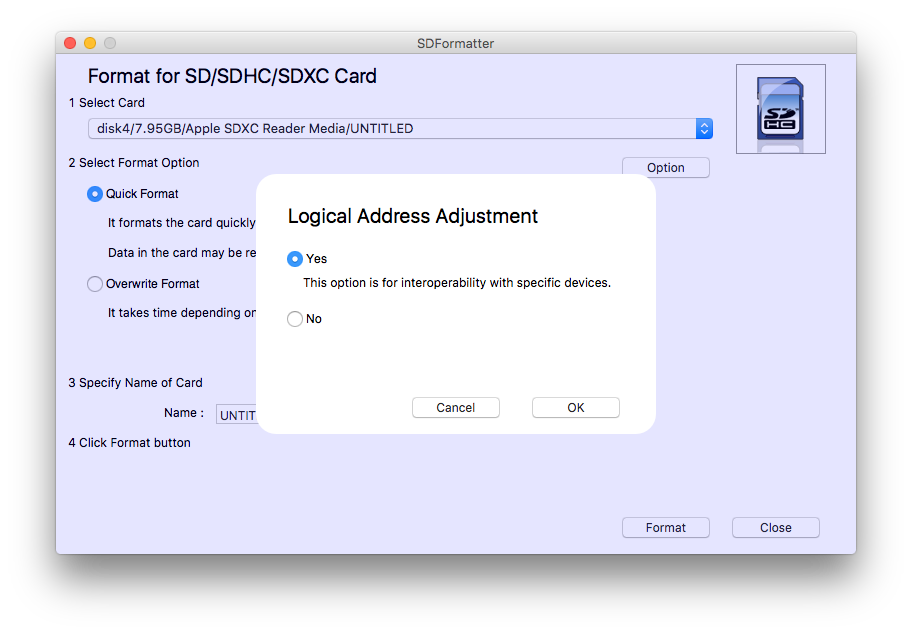 SDFormatter
Format for SD/SDHC/SDXC Card
1 Select Card
disk4/7.95GB/Apple SDXC Reader Media/UNTITLED
SD
HC
2 Select Format Option
Option
Quick Format
It formats the card quickly
Data in the card may be re
Overwrite Format
It takes time depending on
Logical Address Adjustment
Yes
This option is for interoperability with specific devices.
No
Cancel
OK
3 Specify Name of Card
Name :
UNTIT
4 Click Format button
Format
Close